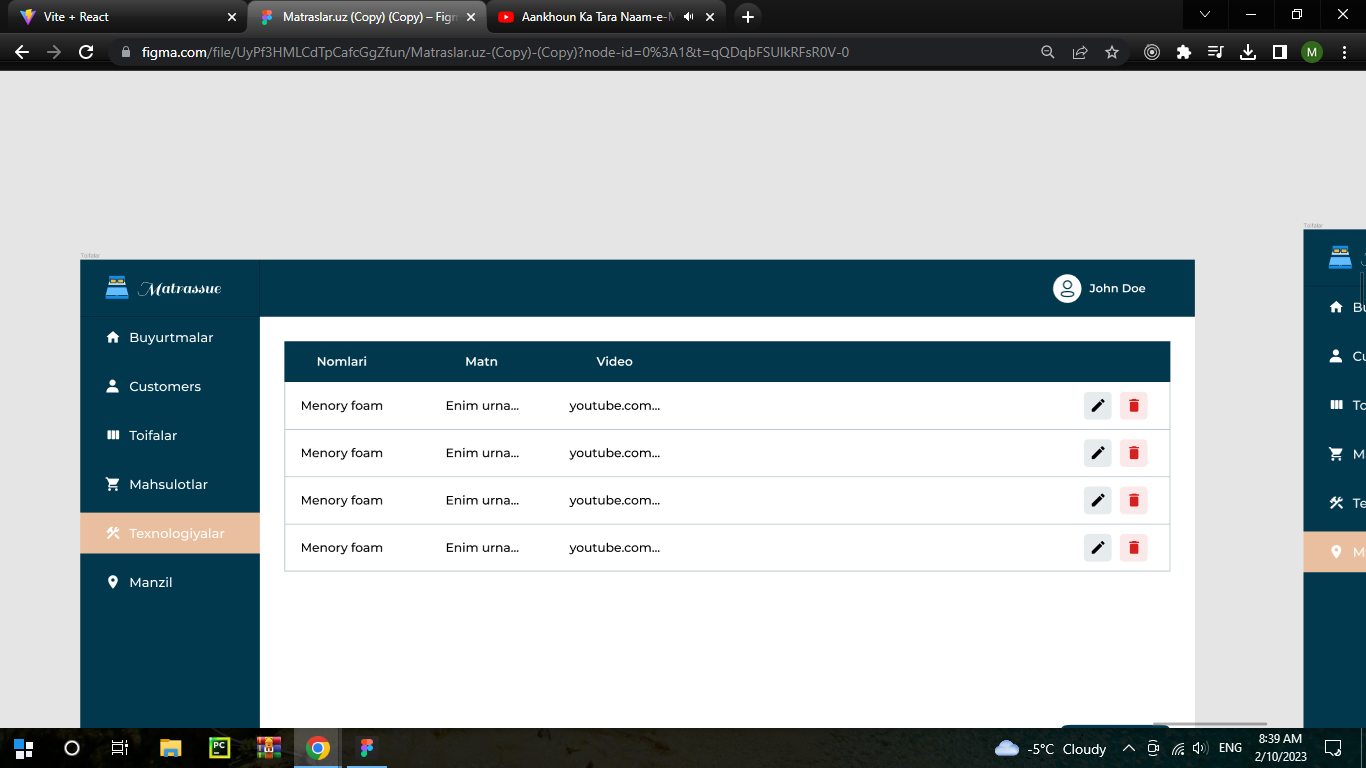 Vite + React
Matraslar.uz (Copy) (Copy) – Figm
Aankhoun Ka Tara Naam-e-M
figma.com/file/UyPf3HMLCdTpCafcGgZfun/Matraslar.uz-(Copy)-(Copy)?node-id=0%3A1&t=qQDqbFSUIkRFsR0V-0
M
Toifalar
Toifalar
Matrassue
John Doe
Buyurtmalar
Customers
Toifalar
Mahsulotlar
Texnologiyalar
Manzil
Nomlari Matn Video
Menory foam Enim urna... youtube.com...
Menory foam Enim urna... youtube.com...
Menory foam Enim urna... youtube.com...
Menory foam Enim urna... youtube.com...
Bu
Cu
To
Ma
Te
M
PC
-5°C Cloudy
ENG
8:39 AM
2/10/2023